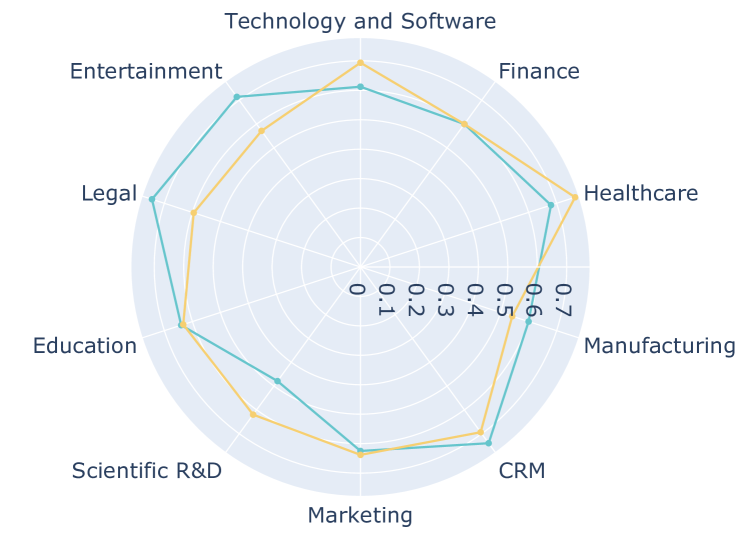 Technology and Software
Entertainment
Finance
Legal
Healthcare
0
0.1
0.2
0.3
0.4
0.5
0.6
0.7
Education
Manufacturing
Scientific R&D
CRM
Marketing